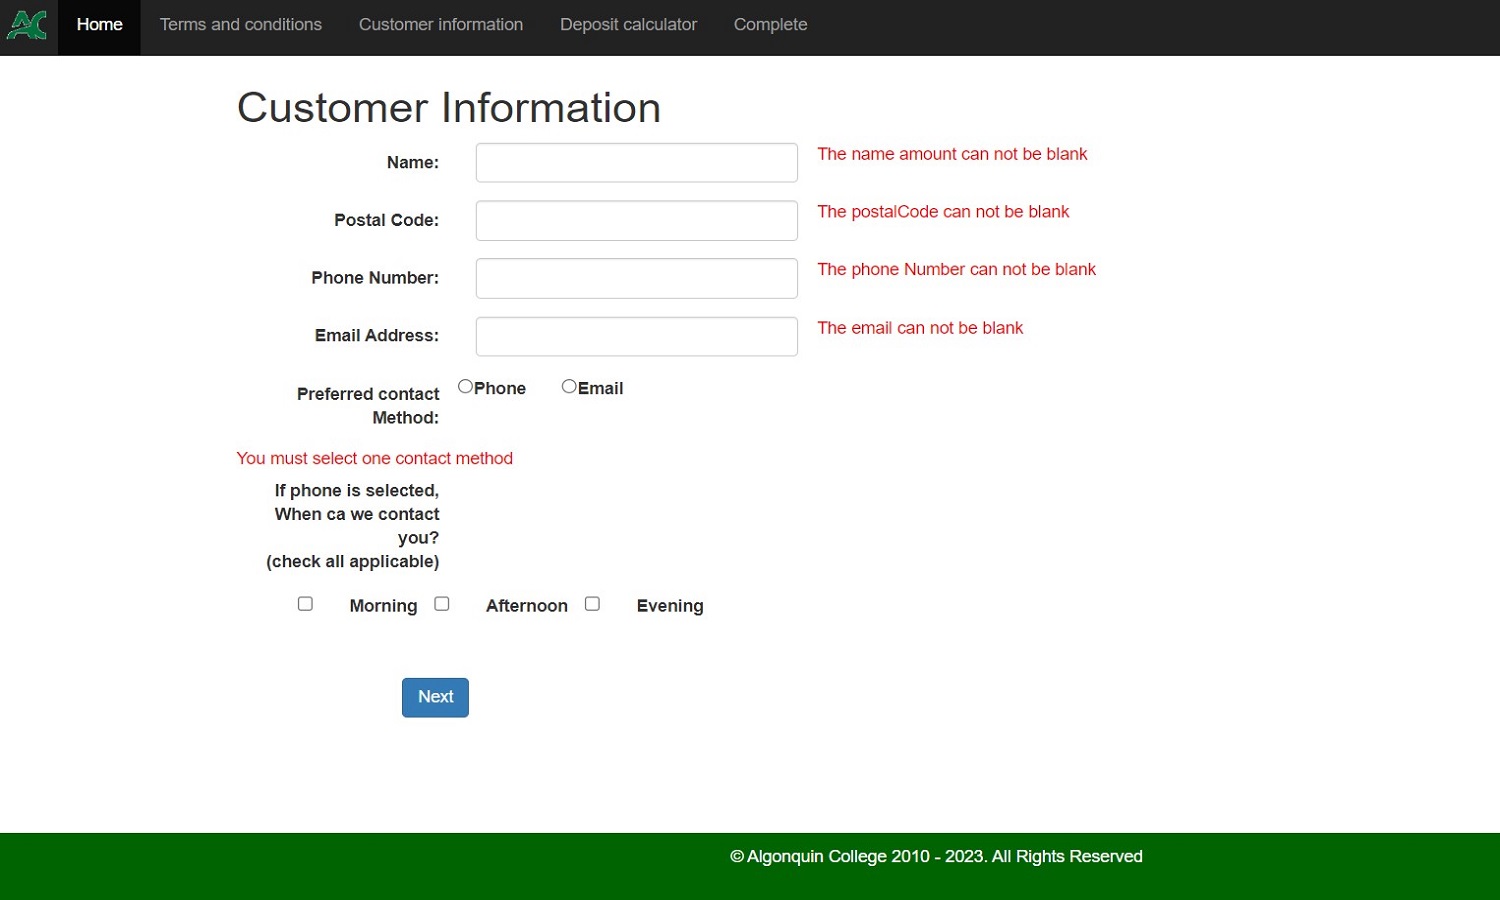 AC
Home Terms and conditions Customer information Deposit calculator Complete
Customer Information
Name: The name amount can not be blank
Postal Code: The postalCode can not be blank
Phone Number: The phone Number can not be blank
Email Address: The email can not be blank
Preferred contact Phone Email
Method:
You must select one contact method
If phone is selected,
When ca we contact
you?
(check all applicable)
Morning Afternoon Evening
Next
© Algonquin College 2010 - 2023. All Rights Reserved